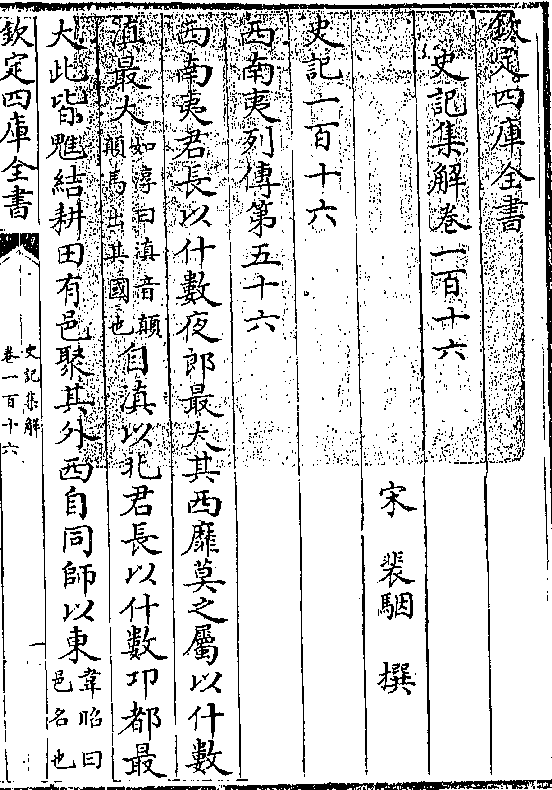 欽定四庫全書
史記集解卷一百十六
宋 裴駰 撰
史記一百十六
西南夷列傳第五十六
西南夷君長以什數夜郎最大其西靡莫之屬以什數
滇最大如淳曰滇音顛顛馬出其國也自滇以北君長以什數邛都最
大此皆魋結耕田有邑聚其外西自同師以東韋昭曰邑名也
欽定四庫全書
史記集解
卷一百十六
一